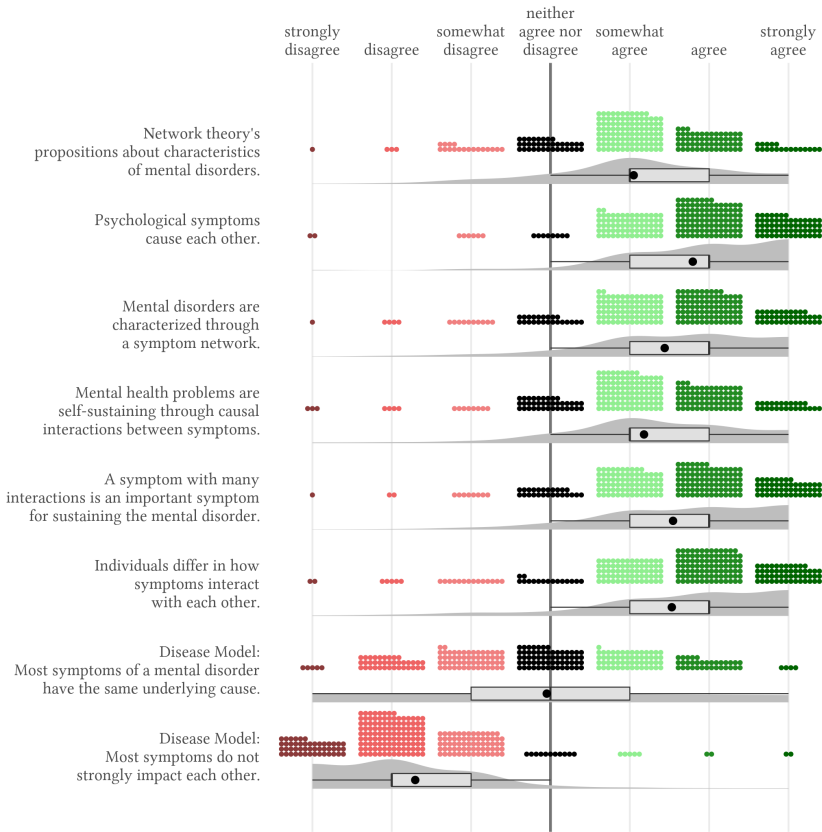 strongly
disagree
disagree
somewhat
disagree
neither
agree nor
disagree
somewhat
agree
agree
strongly
agree
Network theory's
propositions about characteristics
of mental disorders.
Psychological symptoms
cause each other.
Mental disorders are
characterized through
a symptom network.
Mental health problems are
self-sustaining through causal
interactions between symptoms.
A symptom with many
interactions is an important symptom
for sustaining the mental disorder.
Individuals differ in how
symptoms interact
with each other.
Disease Model:
Most symptoms of a mental disorder
have the same underlying cause.
Disease Model:
Most symptoms do not
strongly impact each other.